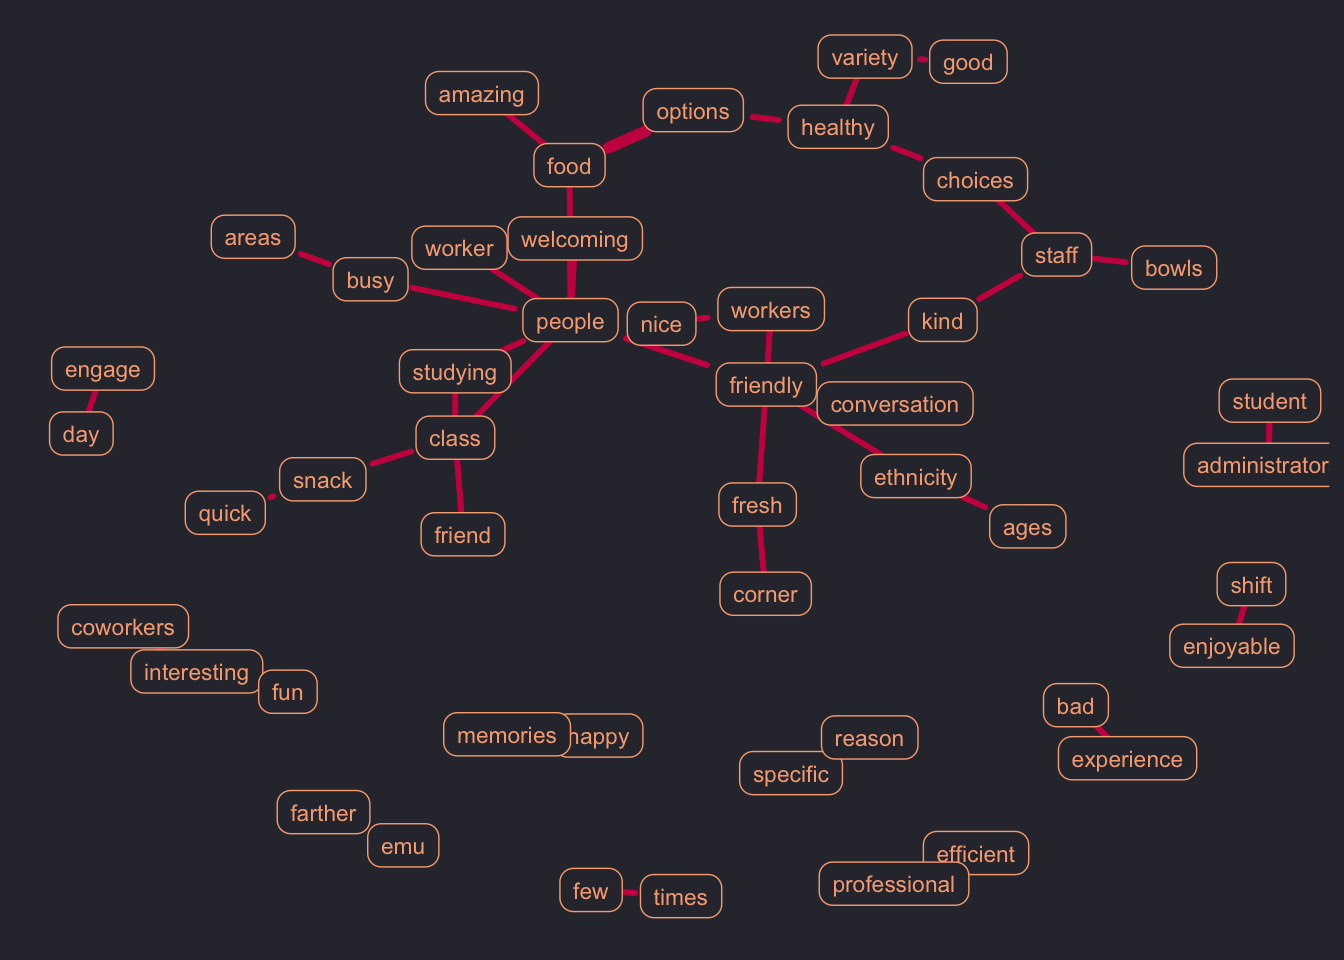 variety
good
amazing
options
healthy
food
choices
areas
worker
welcoming
staff
bowls
busy
people
nice
workers
kind
engage
studying
friendly
conversation
student
day
class
administrator
snack
ethnicity
quick
fresh
ages
friend
corner
shift
coworkers
enjoyable
interesting
fun
bad
memories
happy
reason
experience
specific
farther
emu
efficient
professional
few
times